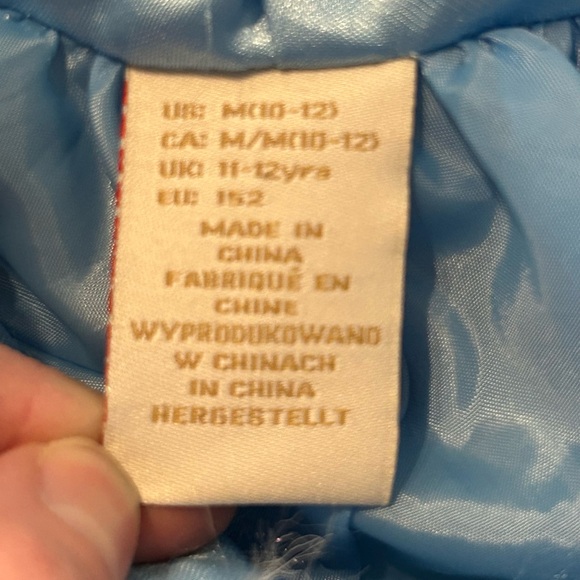 US: M(10-12)
CA: M/M(10-12)
UK: 11-12yrs
EU: 152
MADE IN
CHINA
FABRIQUÉ EN
CHINE
WYPRODUKOWANO
W CHINACH
IN CHINA
HERGESTELLT